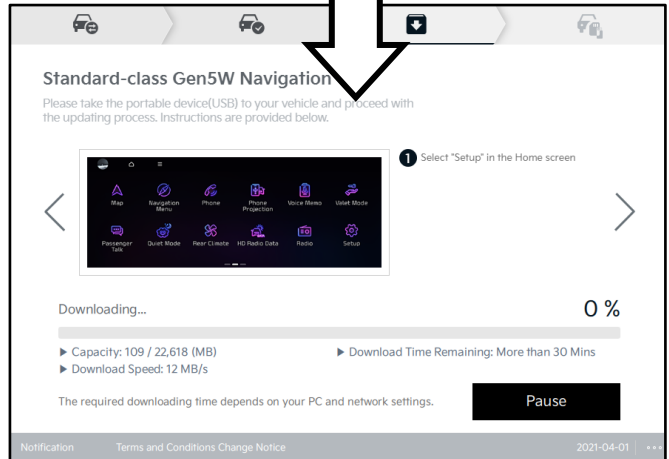 Standard-class Gen5W Navigation
Please take the portable device(USB) to your vehicle and proceed with
the updating process. Instructions are provided below.
1 Select "Setup" in the Home screen
Map
Navigation
Menu
Phone
Phone
Projection
Voice Memo
Valet Mode
Passenger
Talk
Quiet Mode
Rear Climate
HD Radio Data
Radio
Setup
Downloading...
0 %
▶ Capacity: 109 / 22,618 (MB)
▶ Download Time Remaining: More than 30 Mins
▶ Download Speed: 12 MB/s
The required downloading time depends on your PC and network settings.
Pause
Notification
Terms and Conditions Change Notice
2021-04-01